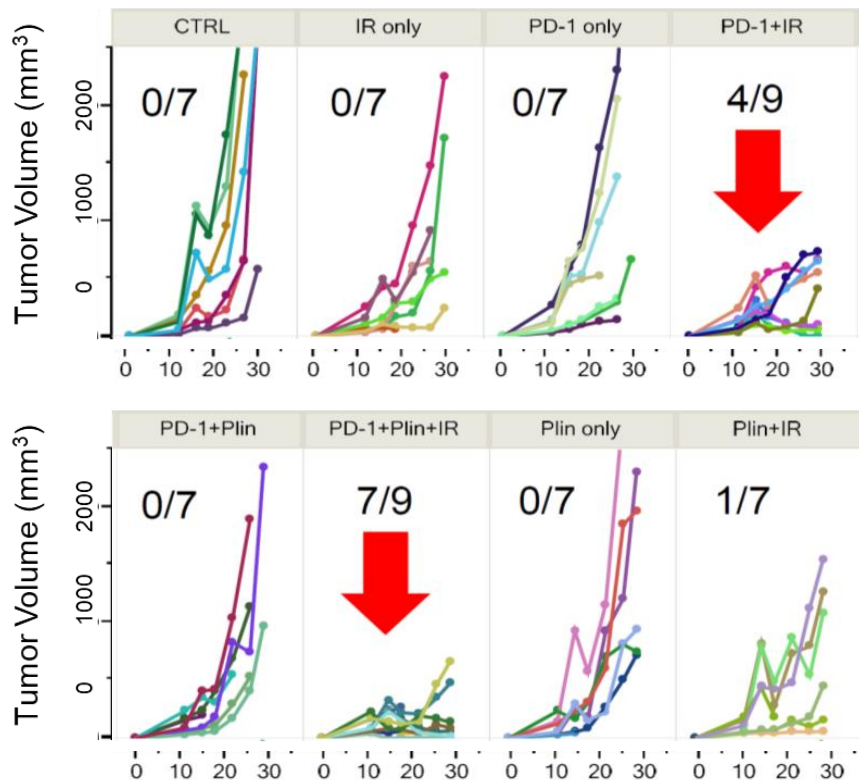 CTRL IR only PD-1 only PD-1+IR
0/7 0/7 0/7 4/9
Tumor Volume (mm³)
2000
1000
0
0 10 20 30 0 10 20 30 0 10 20 30 0 10 20 30
PD-1+Plin PD-1+Plin+IR Plin only Plin+IR
0/7 7/9 0/7 1/7
Tumor Volume (mm³)
2000
1000
0
0 10 20 30 0 10 20 30 0 10 20 30 0 10 20 30